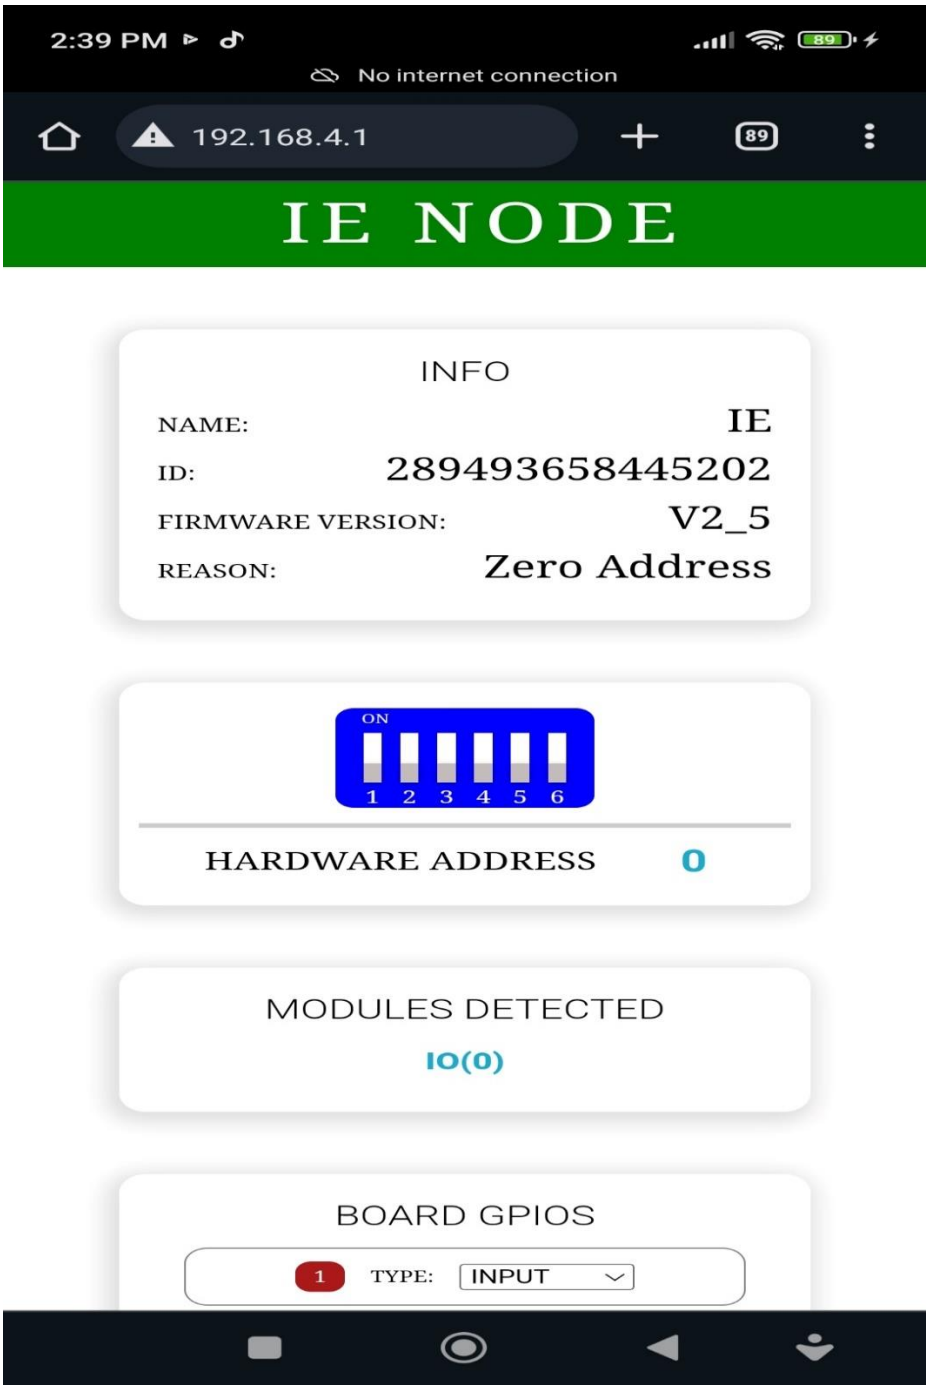 2:39 PM 89
No internet connection
192.168.4.1 89
IE NODE
INFO
NAME: IE
ID: 289493658445202
FIRMWARE VERSION: V2_5
REASON: Zero Address
ON
1 2 3 4 5 6
HARDWARE ADDRESS 0
MODULES DETECTED
IO(0)
BOARD GPIOS
1 TYPE: INPUT